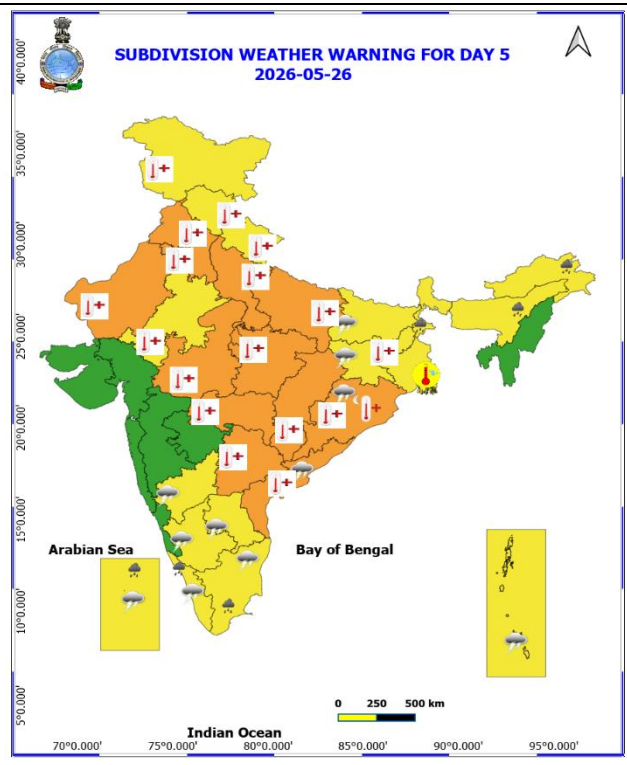 SUBDIVISION WEATHER WARNING FOR DAY 5
2026-05-26
40°0.000'
35°0.000'
30°0.000'
25°0.000'
20°0.000'
15°0.000'
10°0.000'
5°0.000'
Arabian Sea
Bay of Bengal
0 250 500 km
Indian Ocean
70°0.000' 75°0.000' 80°0.000' 85°0.000' 90°0.000' 95°0.000'